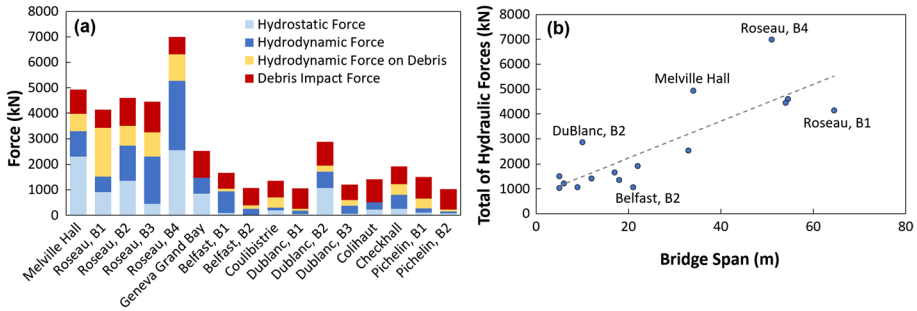 (a)
Hydrostatic Force
Hydrodynamic Force
Hydrodynamic Force on Debris
Debris Impact Force
Force (kN)
8000
7000
6000
5000
4000
3000
2000
1000
0
Melville Hall
Roseau, B1
Roseau, B2
Roseau, B3
Roseau, B4
Geneva Grand Bay
Belfast, B1
Belfast, B2
Coulibistrie
Dublanc, B1
Dublanc, B2
Dublanc, B3
Colihaut
Checkhall
Pichelin, B1
Pichelin, B2
(b)
Total of Hydraulic Forces (kN)
8000
7000
6000
5000
4000
3000
2000
1000
0
Roseau, B4
Melville Hall
DuBlanc, B2
Roseau, B1
Belfast, B2
0
20
40
60
80
Bridge Span (m)